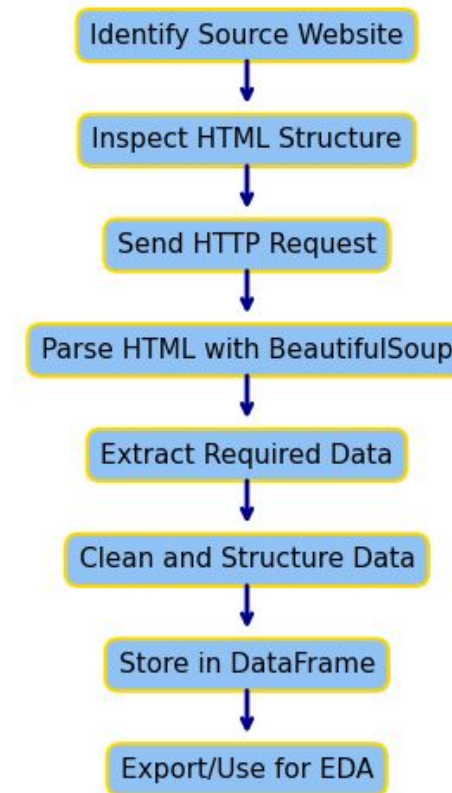 Identify Source Website
Inspect HTML Structure
Send HTTP Request
Parse HTML with BeautifulSoup
Extract Required Data
Clean and Structure Data
Store in DataFrame
Export/Use for EDA